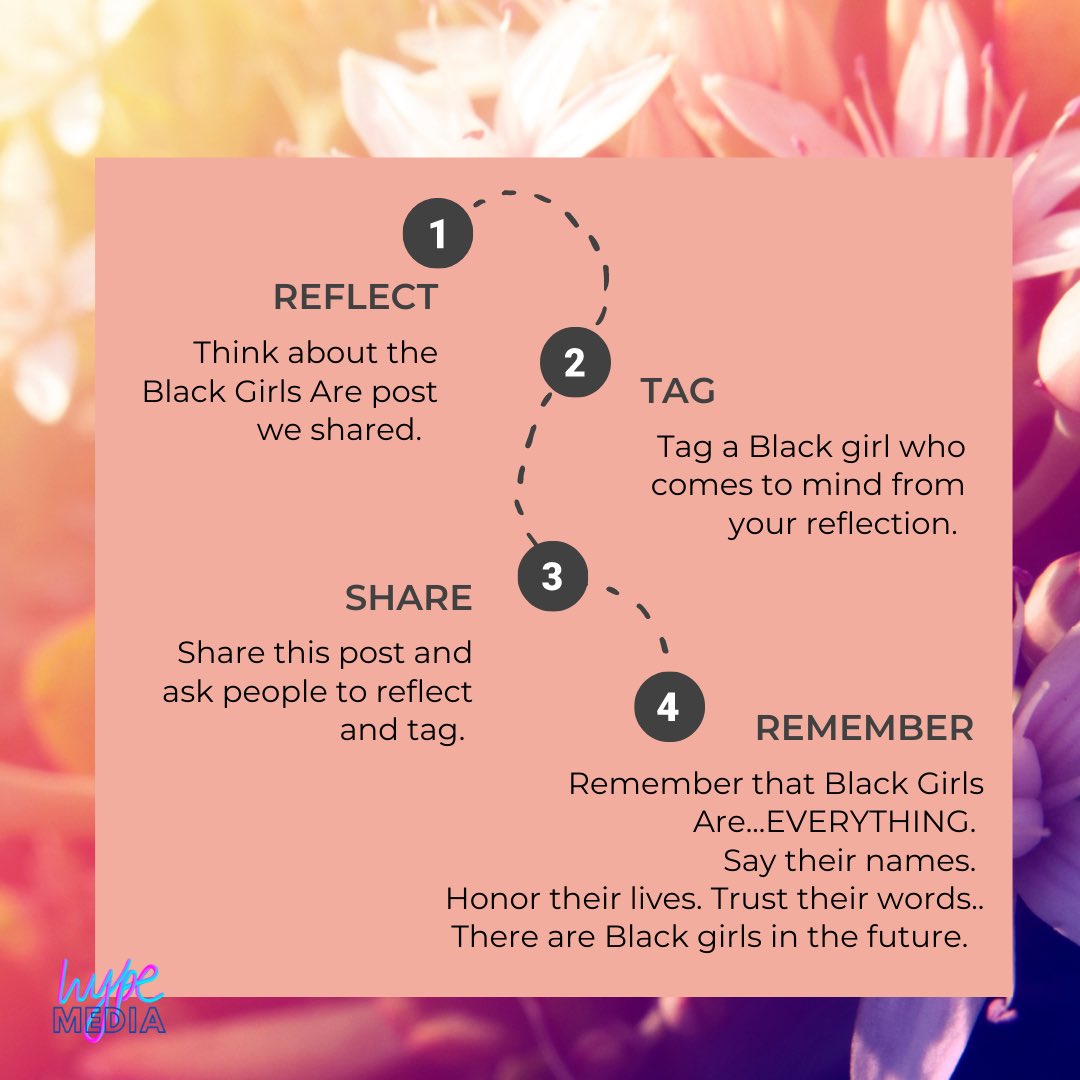 1
REFLECT
Think about the
Black Girls Are post
we shared.
2
TAG
Tag a Black girl who
comes to mind from
your reflection.
3
SHARE
Share this post and
ask people to reflect
and tag.
4
REMEMBER
Remember that Black Girls
Are...EVERYTHING.
Say their names.
Honor their lives. Trust their words..
There are Black girls in the future.
hype
MEDIA